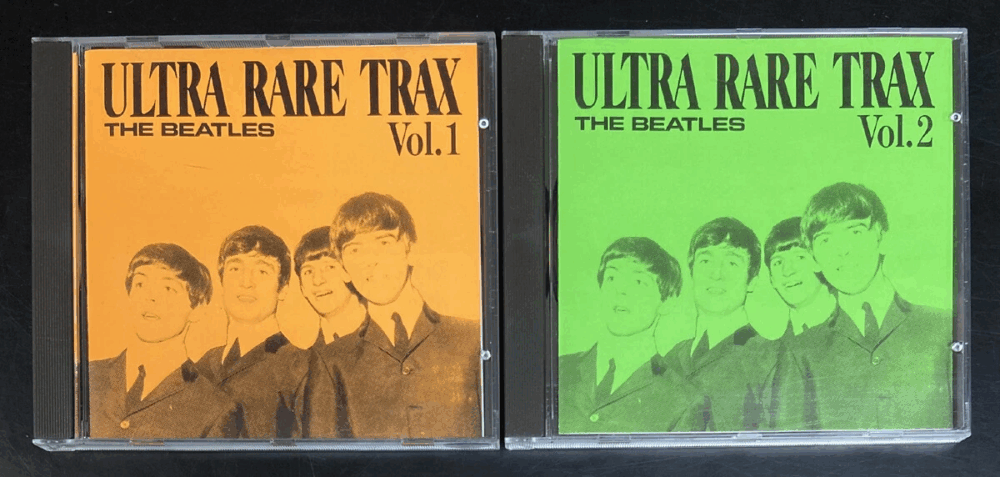 ULTRA RARE TRAX
THE BEATLES
Vol.1
ULTRA RARE TRAX
THE BEATLES
Vol.2